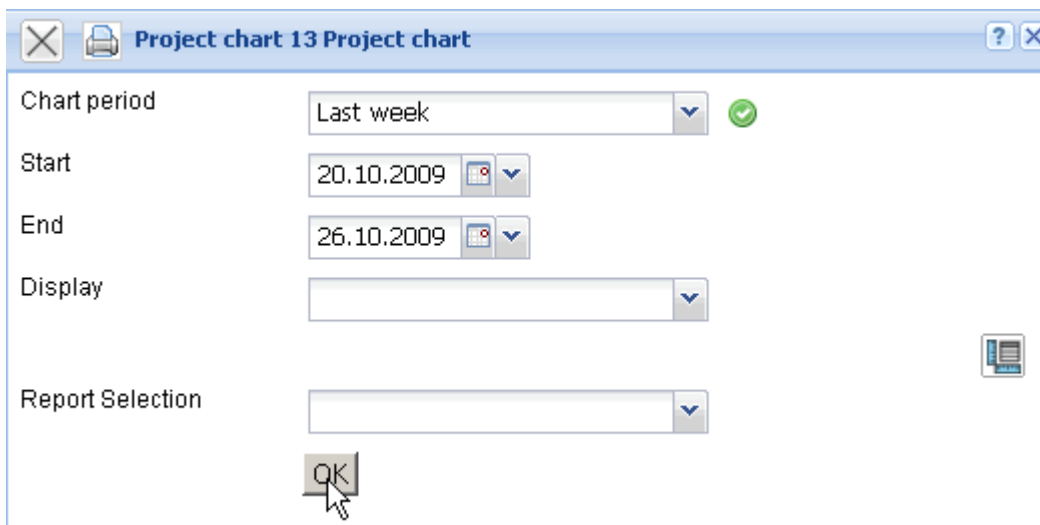 Project chart 13 Project chart ?
Chart period Last week
Start 20.10.2009
End 26.10.2009
Display
Report Selection
OK